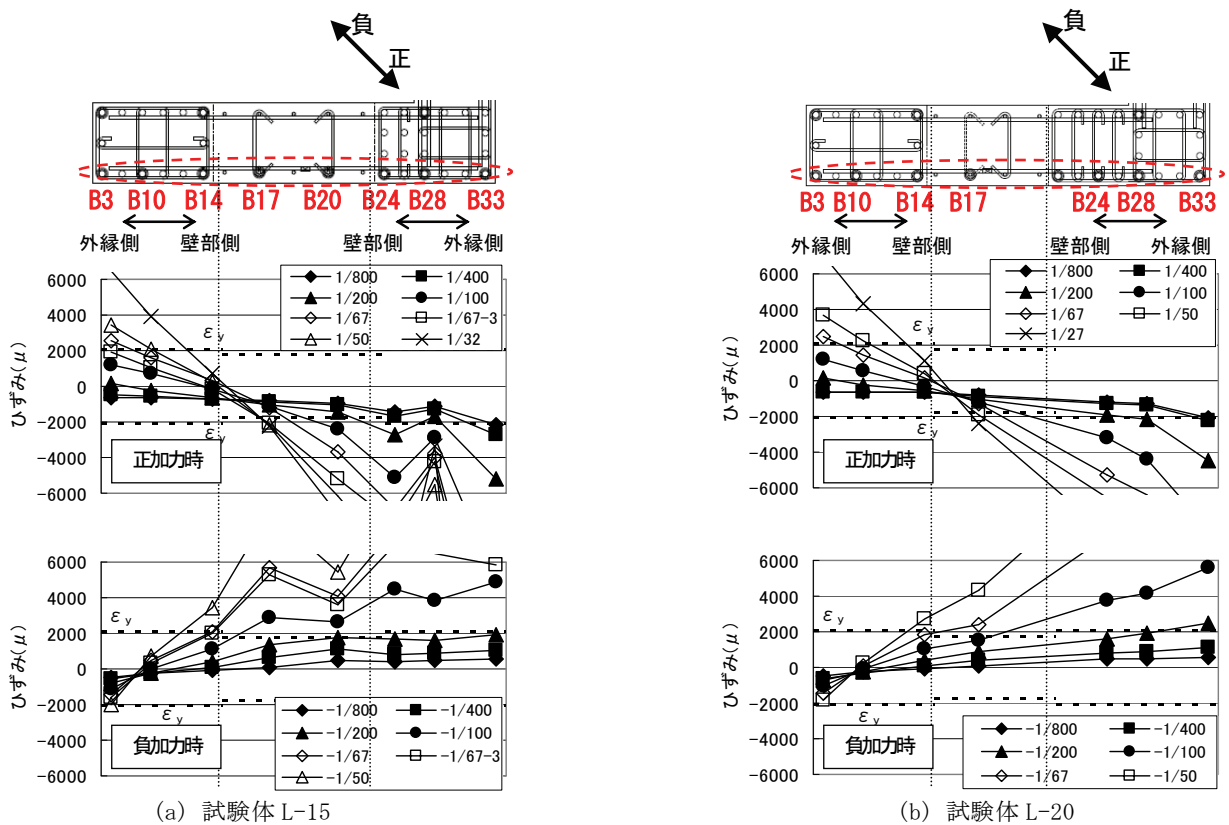 負
正
B3 B10 B14 B17 B20 B24 B28 B33
外縁側 壁部側 壁部側 外縁側
ひずみ(μ)
6000
4000
2000
0
-2000
-4000
-6000
1/800 1/400
1/200 1/100
1/67 1/67-3
1/50 1/32
εy
εy
正加力時
ひずみ(μ)
6000
4000
2000
0
-2000
-4000
-6000
εy
εy
負加力時
-1/800 -1/400
-1/200 -1/100
-1/67 -1/67-3
-1/50
(a) 試験体 L-15
負
正
B3 B10 B14 B17 B24 B28 B33
外縁側 壁部側 壁部側 外縁側
ひずみ(μ)
6000
4000
2000
0
-2000
-4000
-6000
1/800 1/400
1/200 1/100
1/67 1/50
1/27
εy
εy
正加力時
ひずみ(μ)
6000
4000
2000
0
-2000
-4000
-6000
εy
εy
負加力時
-1/800 -1/400
-1/200 -1/100
-1/67 -1/50
(b) 試験体 L-20